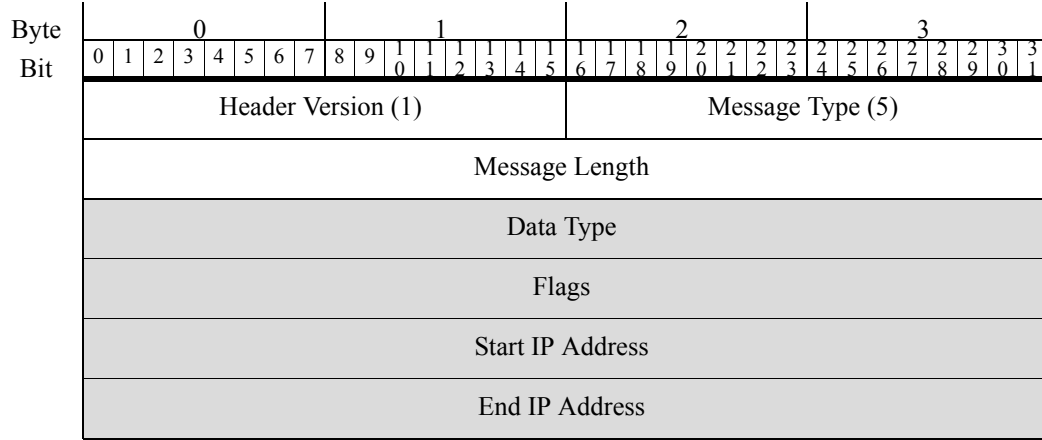 Byte 0 1 2 3
Bit 0 1 2 3 4 5 6 7 8 9 10 11 12 13 14 15 16 17 18 19 20 21 22 23 24 25 26 27 28 29 30 31
Header Version (1) Message Type (5)
Message Length
Data Type
Flags
Start IP Address
End IP Address